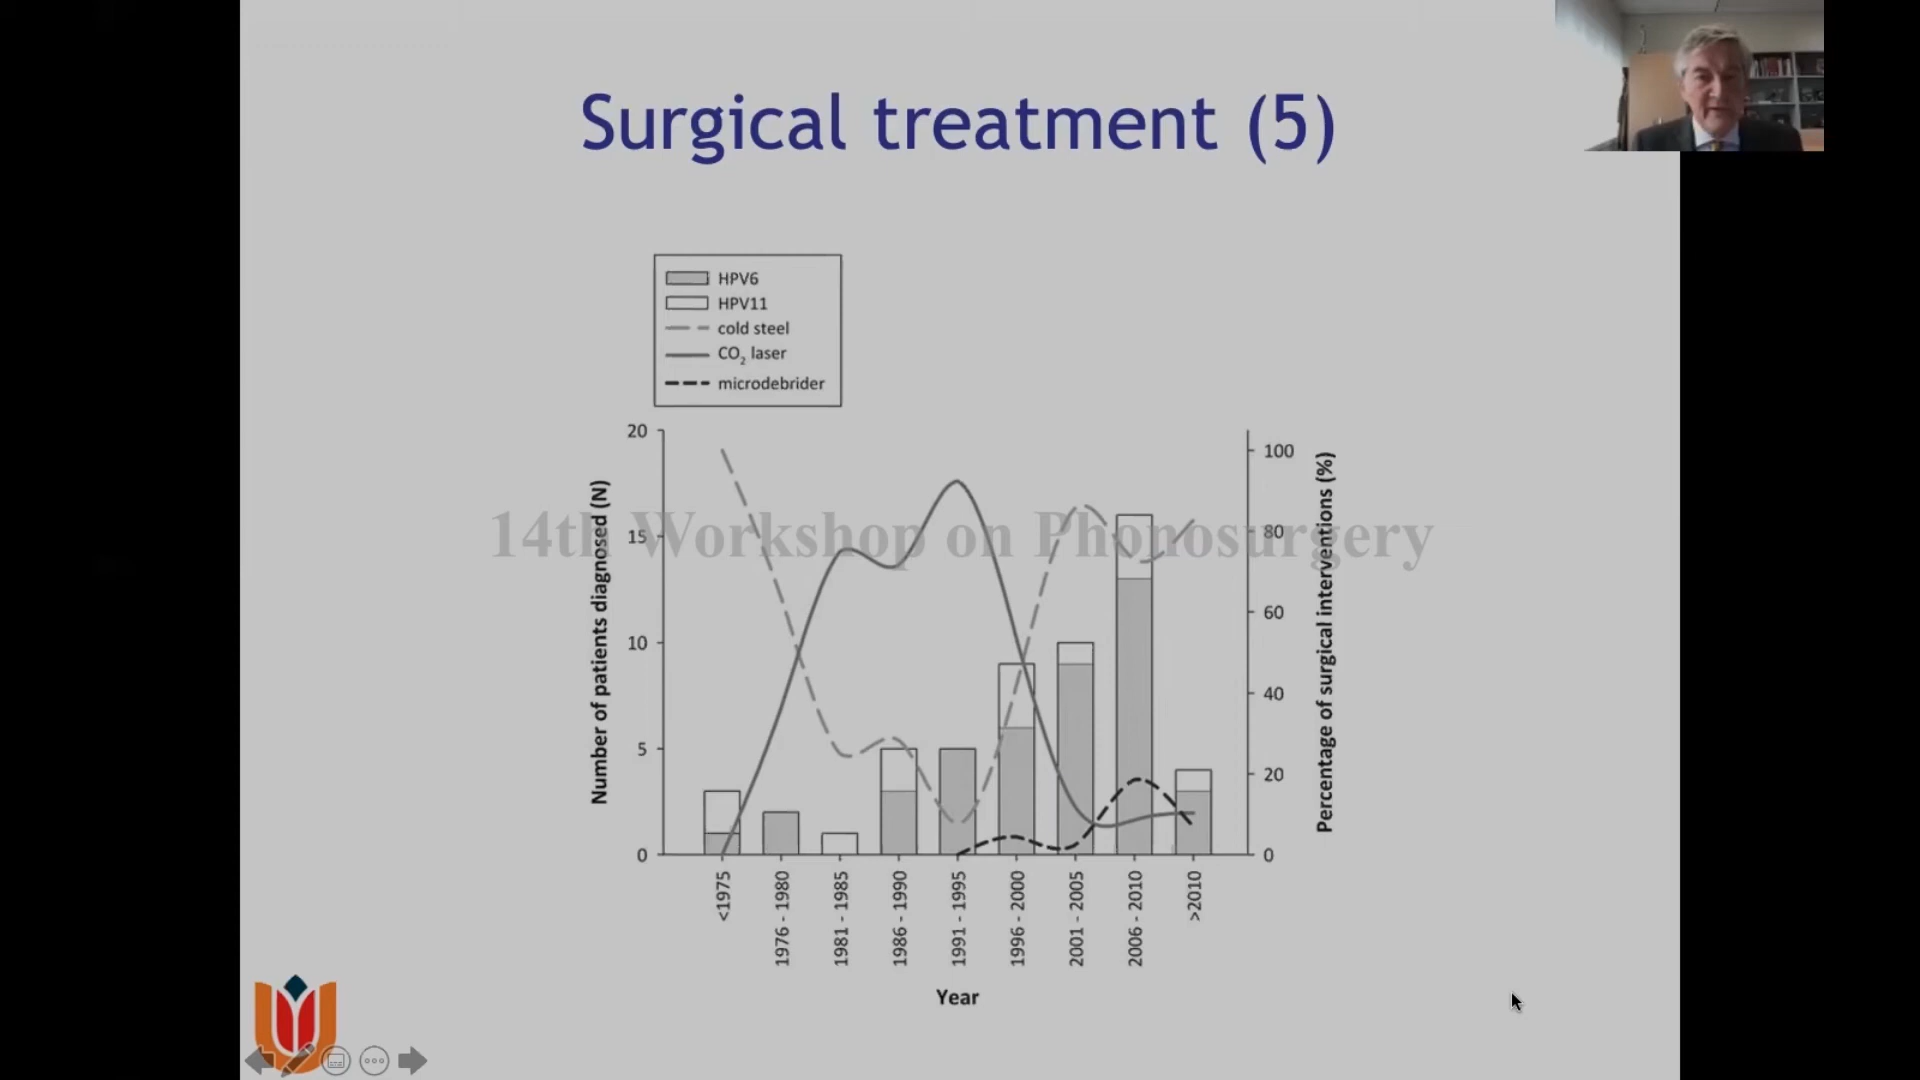 Surgical treatment (5)
HPV6
HPV11
cold steel
CO2 laser
microdebrider
20
15
10
5
0
Number of patients diagnosed (N)
100
80
60
40
20
0
Percentage of surgical interventions (%)
14th Workshop on Phonosurgery
<1975
1976 - 1980
1981 - 1985
1986 - 1990
1991 - 1995
1996 - 2000
2001 - 2005
2006 - 2010
>2010
Year